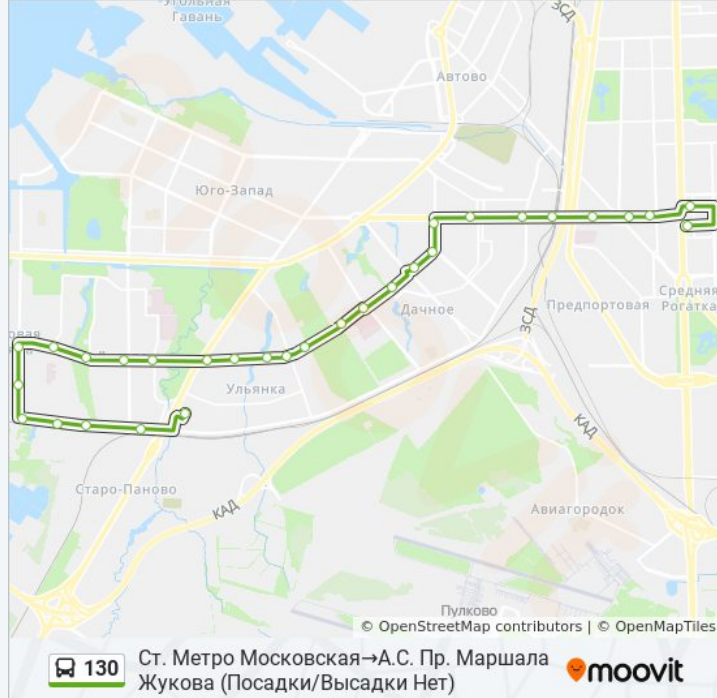 Угольная
Гавань
ЗСД
Автово
Юго-Запад
Средняя
Рогатка
Предпортовая
Дачное
ЗСД
овая
Ульянка
КАД
Старо-Паново
КАД
Авиагородок
Пулково
© OpenStreetMap contributors | © OpenMapTiles
130
Ст. Метро Московская→А.С. Пр. Маршала
Жукова (Посадки/Высадки Нет)
moovit